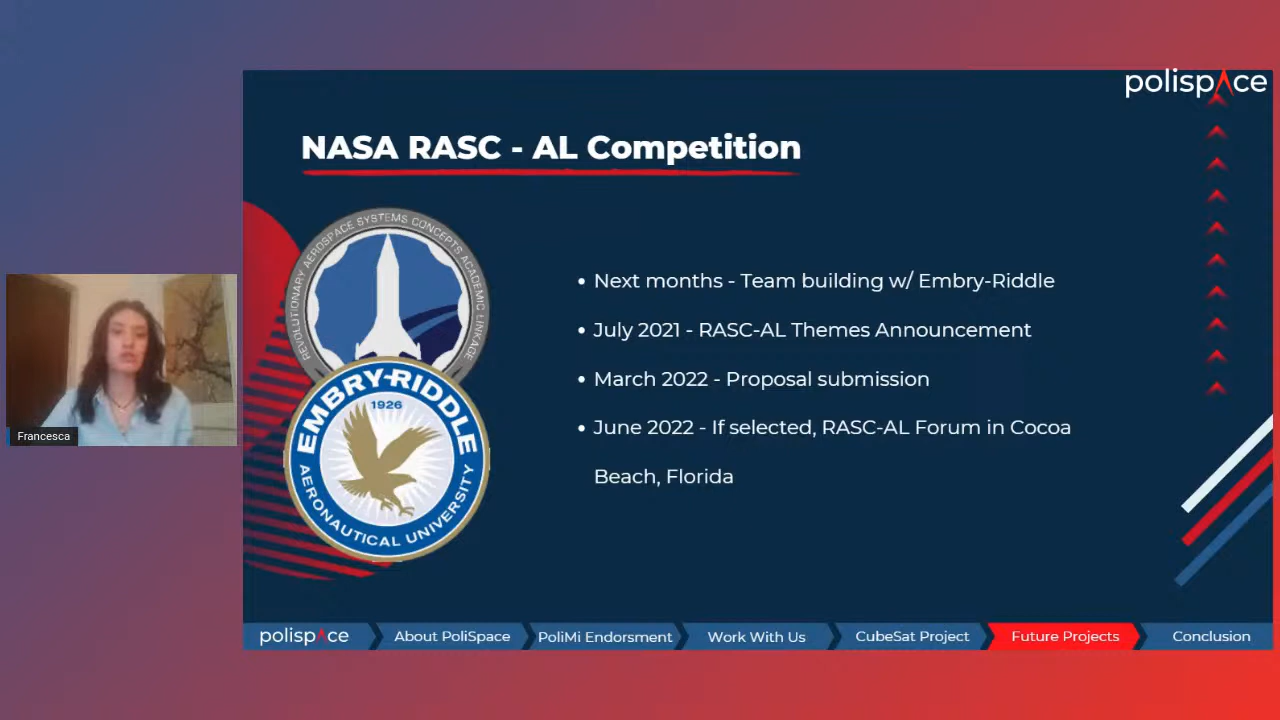 polispace
NASA RASC - AL Competition
REVOLUTIONARY AEROSPACE SYSTEMS CONCEPTS ACADEMIC LINKAGE
EMBRY-RIDDLE
1926
AERONAUTICAL UNIVERSITY
• Next months - Team building w/ Embry-Riddle
• July 2021 - RASC-AL Themes Announcement
• March 2022 - Proposal submission
• June 2022 - If selected, RASC-AL Forum in Cocoa
Beach, Florida
Francesca
polispace
About PoliSpace
PoliMi Endorsment
Work With Us
CubeSat Project
Future Projects
Conclusion